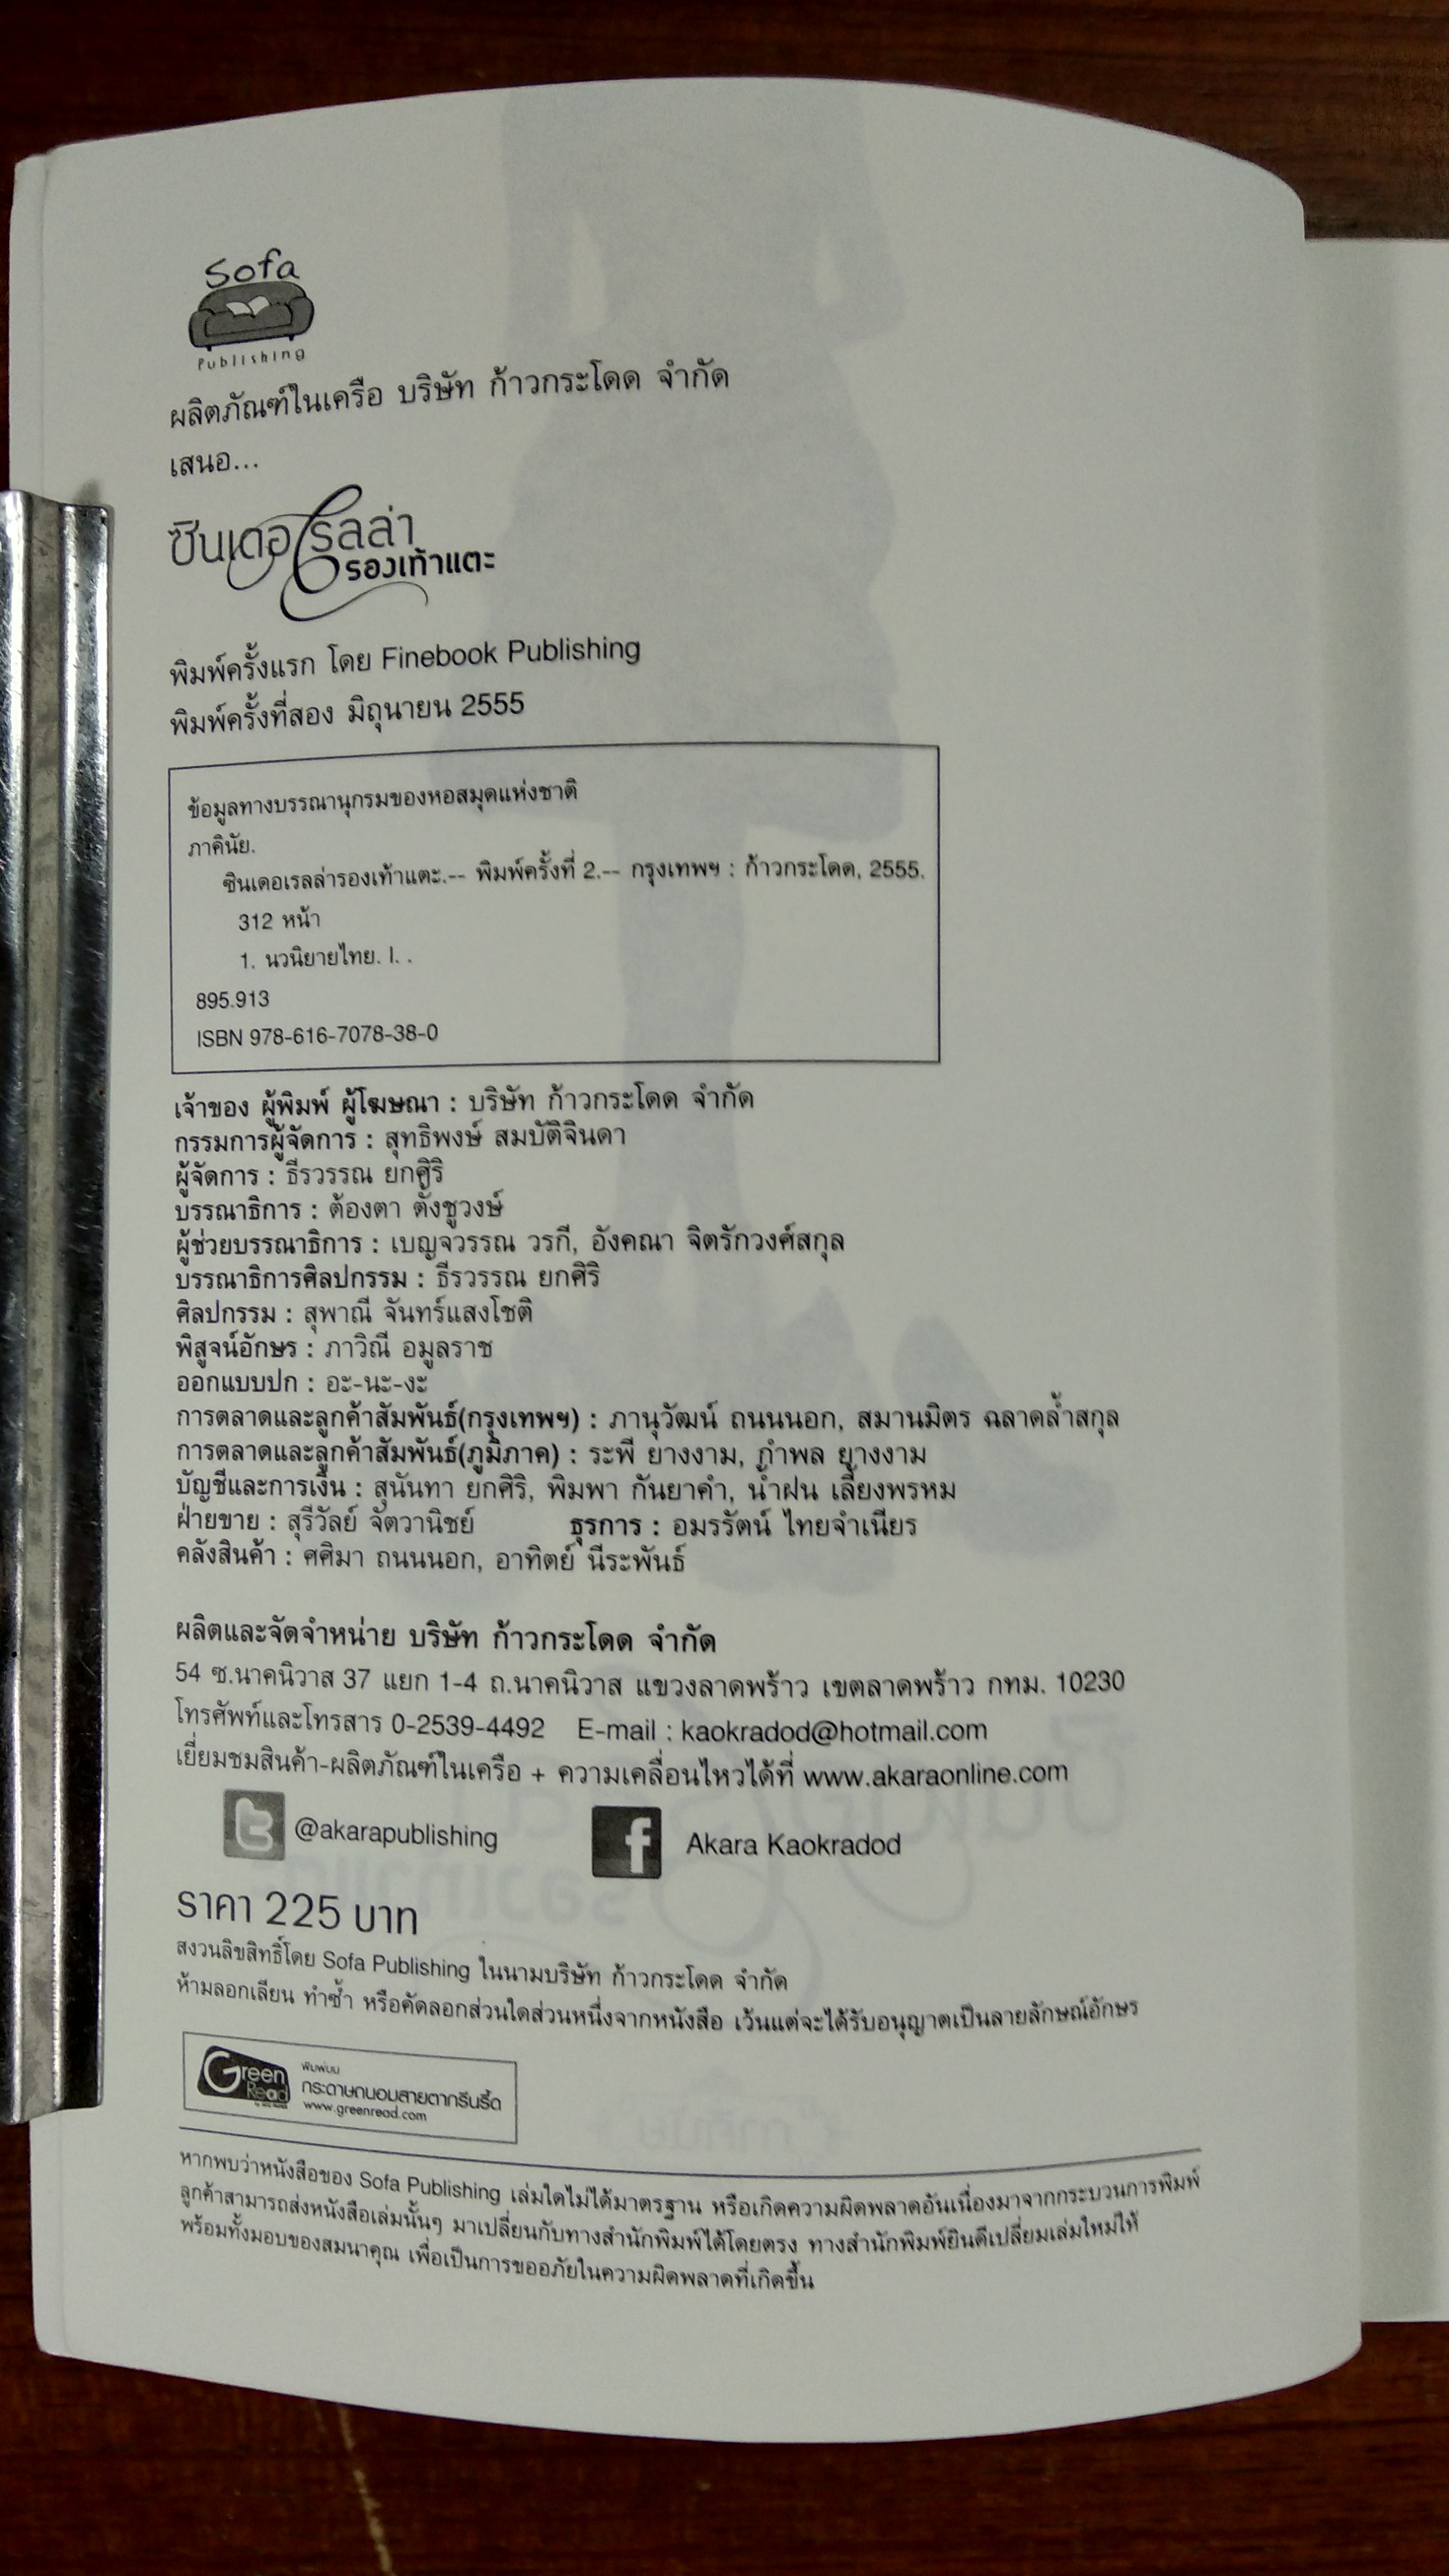 Sofa
Publishing
ผลิตภัณฑ์ในเครือ บริษัท ก้าวกระโดด จำกัด
เสนอ...
ซินเดอเรลล่า
รองเท้าแตะ
พิมพ์ครั้งแรก โดย Finebook Publishing
พิมพ์ครั้งที่สอง มิถุนายน 2555
ข้อมูลทางบรรณานุกรมของหอสมุดแห่งชาติ
ภาคินัย.
ซินเดอเรลล่ารองเท้าแตะ.-- พิมพ์ครั้งที่ 2.-- กรุงเทพฯ : ก้าวกระโดด, 2555.
312 หน้า
1. นวนิยายไทย. I. .
895.913
ISBN 978-616-7078-38-0
เจ้าของ ผู้พิมพ์ ผู้โฆษณา : บริษัท ก้าวกระโดด จำกัด
กรรมการผู้จัดการ : สุทธิพงษ์ สมบัติจินดา
ผู้จัดการ : ธีรวรรณ ยกศิริ
บรรณาธิการ : ต้องตา ตั้งชูวงษ์
ผู้ช่วยบรรณาธิการ : เบญจวรรณ วรกี, อังคณา จิตรักวงศ์สกุล
บรรณาธิการศิลปกรรม : ธีรวรรณ ยกศิริ
ศิลปกรรม : สุพาณี จันทร์แสงโชติ
พิสูจน์อักษร : ภาวิณี อมูลราช
ออกแบบปก : อะ-นะ-งะ
การตลาดและลูกค้าสัมพันธ์(กรุงเทพฯ) : ภานุวัฒน์ ถนนนอก, สมานมิตร ฉลาดล้ำสกุล
การตลาดและลูกค้าสัมพันธ์(ภูมิภาค) : ระพี ยางงาม, กำพล ยางงาม
บัญชีและการเงิน : สุนันทา ยกศิริ, พิมพา กันยาคำ, น้ำฝน เลี้ยงพรหม
ฝ่ายขาย : สุรีวัลย์ จัตวานิชย์ ธุรการ : อมรรัตน์ ไทยจำเนียร
คลังสินค้า : ศศิมา ถนนนอก, อาทิตย์ นีระพันธ์
ผลิตและจัดจำหน่าย บริษัท ก้าวกระโดด จำกัด
54 ซ.นาคนิวาส 37 แยก 1-4 ถ.นาคนิวาส แขวงลาดพร้าว เขตลาดพร้าว กทม. 10230
โทรศัพท์และโทรสาร 0-2539-4492 E-mail : kaokradod@hotmail.com
เยี่ยมชมสินค้า-ผลิตภัณฑ์ในเครือ + ความเคลื่อนไหวได้ที่ www.akaraonline.com
@akarapublishing Akara Kaokradod
ราคา 225 บาท
สงวนลิขสิทธิ์โดย Sofa Publishing ในนามบริษัท ก้าวกระโดด จำกัด
ห้ามลอกเลียน ทำซ้ำ หรือคัดลอกส่วนใดส่วนหนึ่งจากหนังสือ เว้นแต่จะได้รับอนุญาตเป็นลายลักษณ์อักษร
Green Read
พิมพ์บน
กระดาษถนอมสายตากรีนรี้ด
www.greenread.com
หากพบว่าหนังสือของ Sofa Publishing เล่มใดไม่ได้มาตรฐาน หรือเกิดความผิดพลาดอันเนื่องมาจากกระบวนการพิมพ์
ลูกค้าสามารถส่งหนังสือเล่มนั้นๆ มาเปลี่ยนกับทางสำนักพิมพ์ได้โดยตรง ทางสำนักพิมพ์ยินดีเปลี่ยนเล่มใหม่ให้
พร้อมทั้งมอบของสมนาคุณ เพื่อเป็นการขออภัยในความผิดพลาดที่เกิดขึ้น